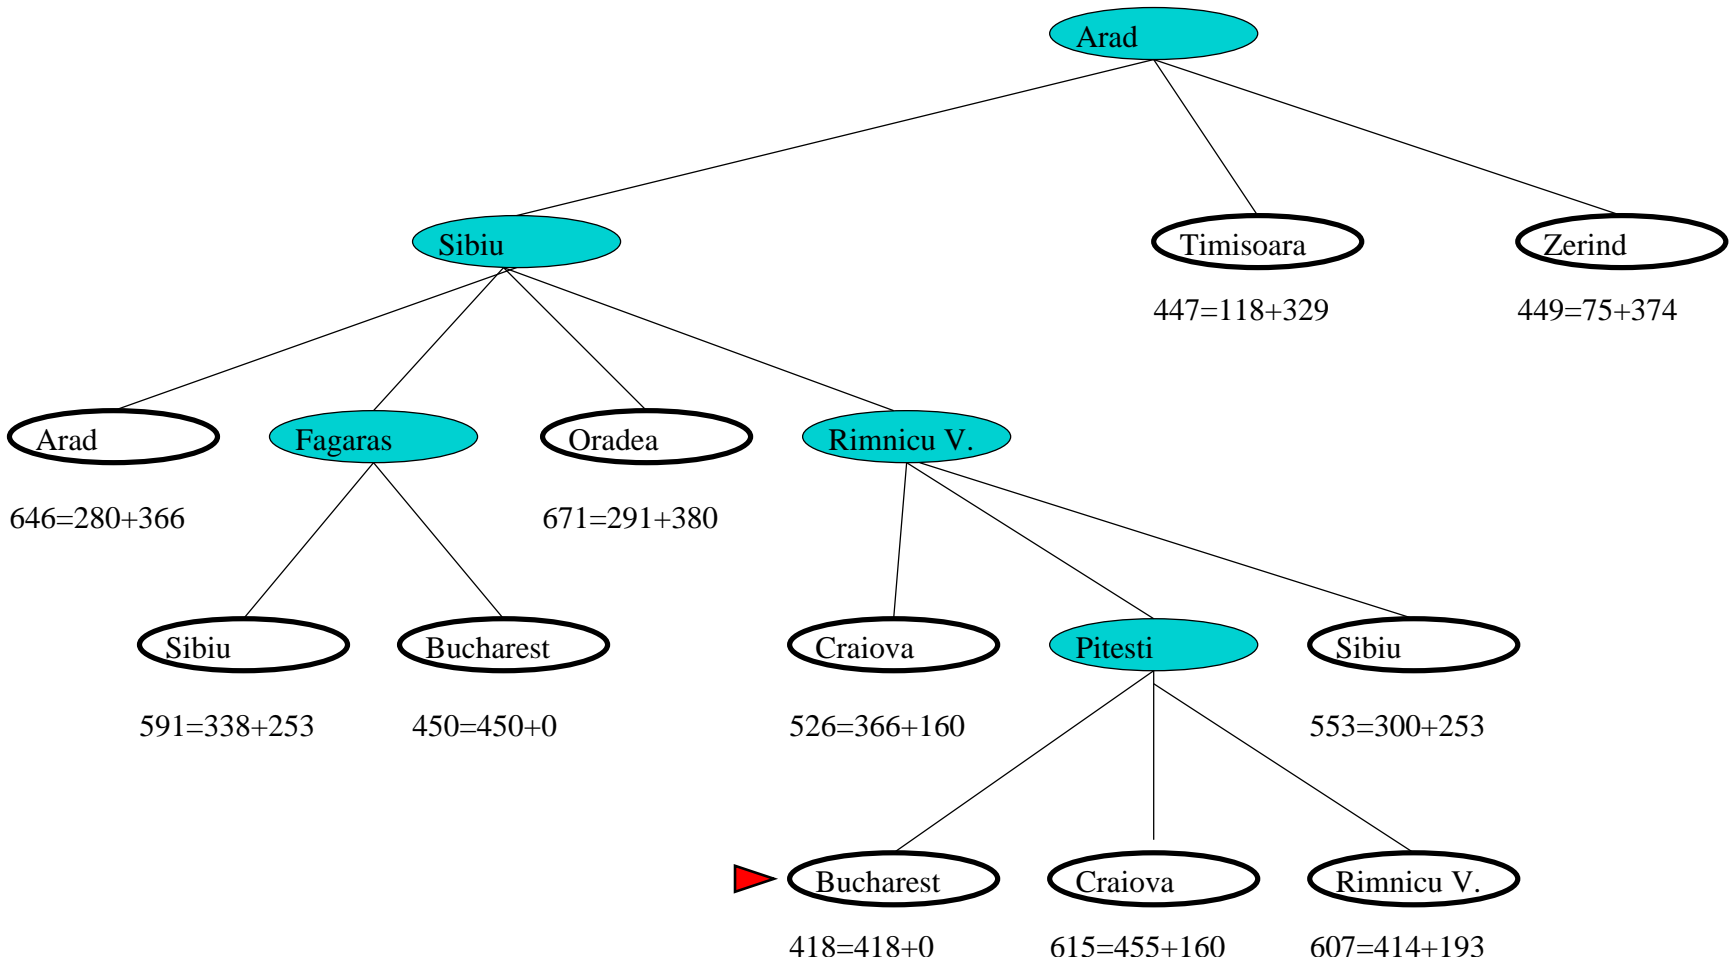 Arad
Sibiu
Timisoara
Zerind
447=118+329
449=75+374
Arad
Fagaras
Oradea
Rimnicu V.
646=280+366
671=291+380
Sibiu
Bucharest
Craiova
Pitesti
Sibiu
591=338+253
450=450+0
526=366+160
553=300+253
Bucharest
Craiova
Rimnicu V.
418=418+0
615=455+160
607=414+193